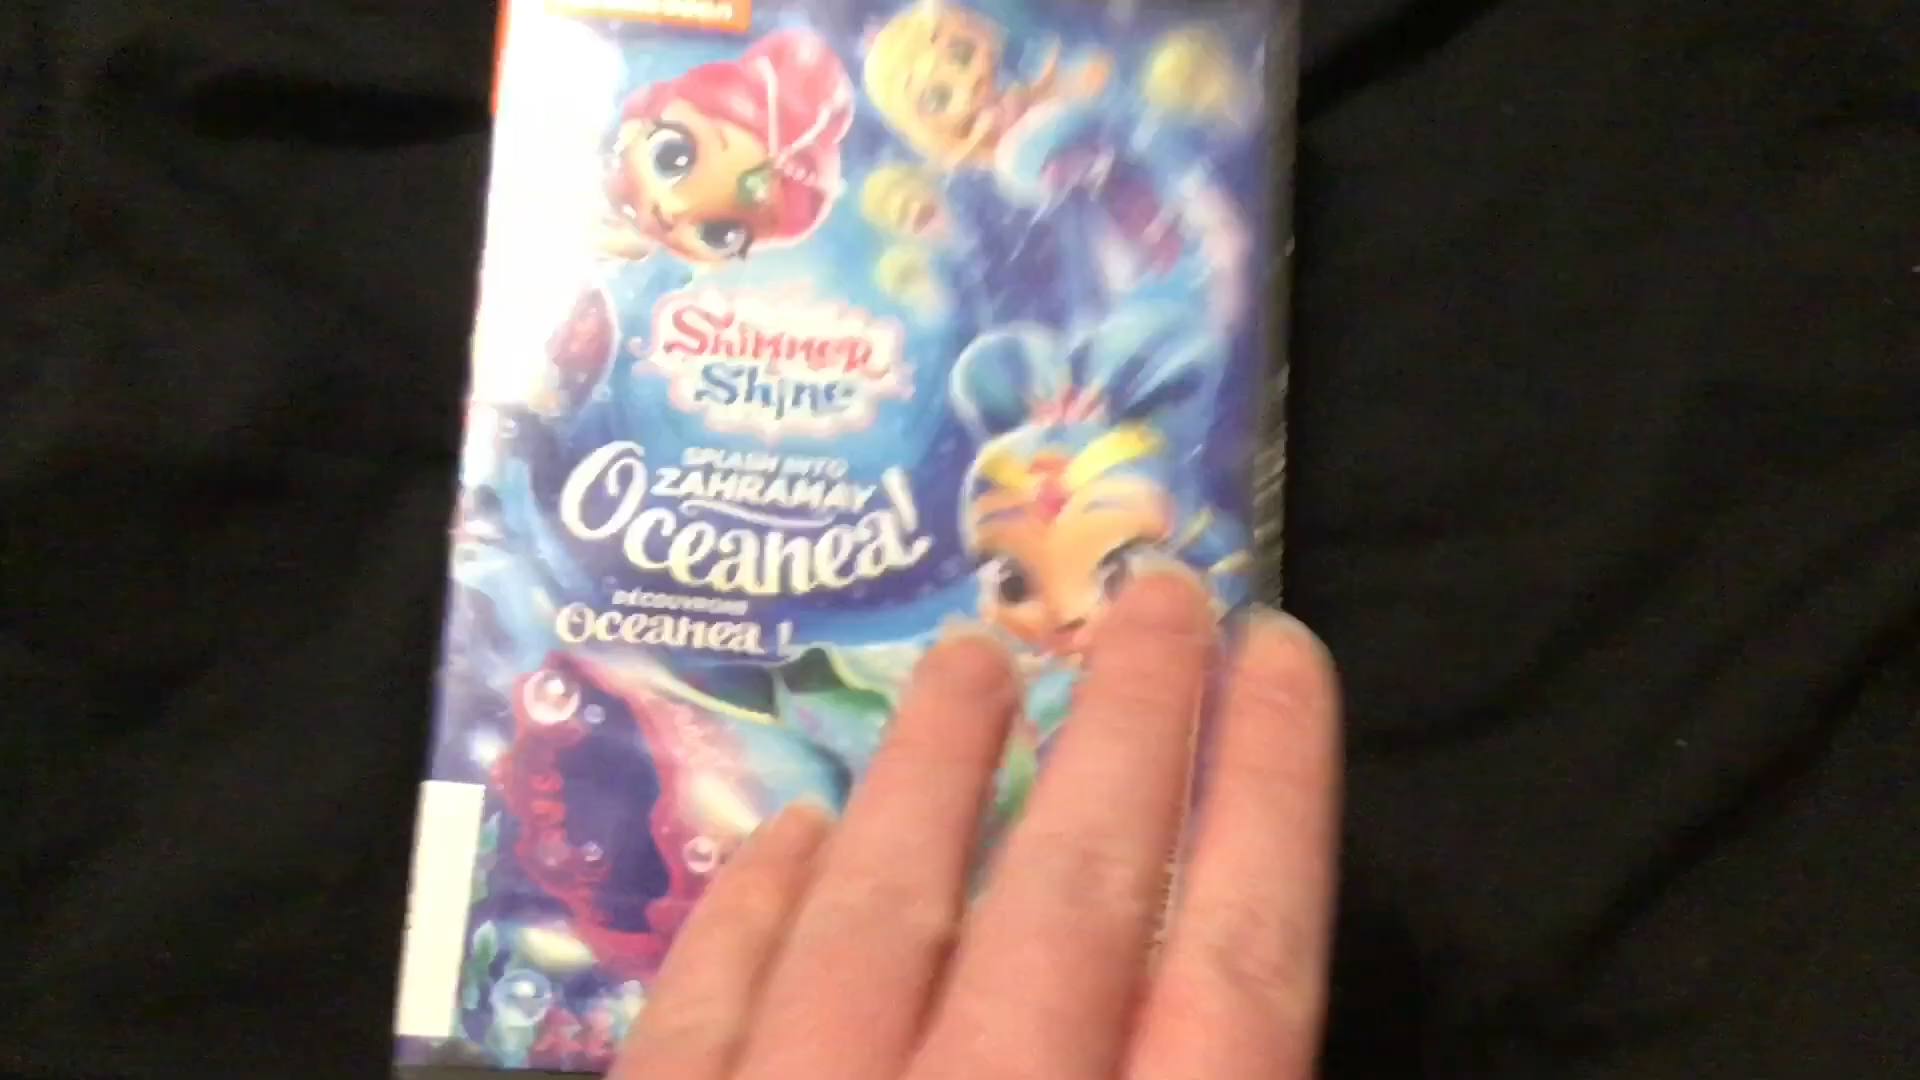 Shimmer
Shine
SPLASH INTO
ZAHRAMAY
Oceanea!
DÉCOUVRONS
Oceanea !